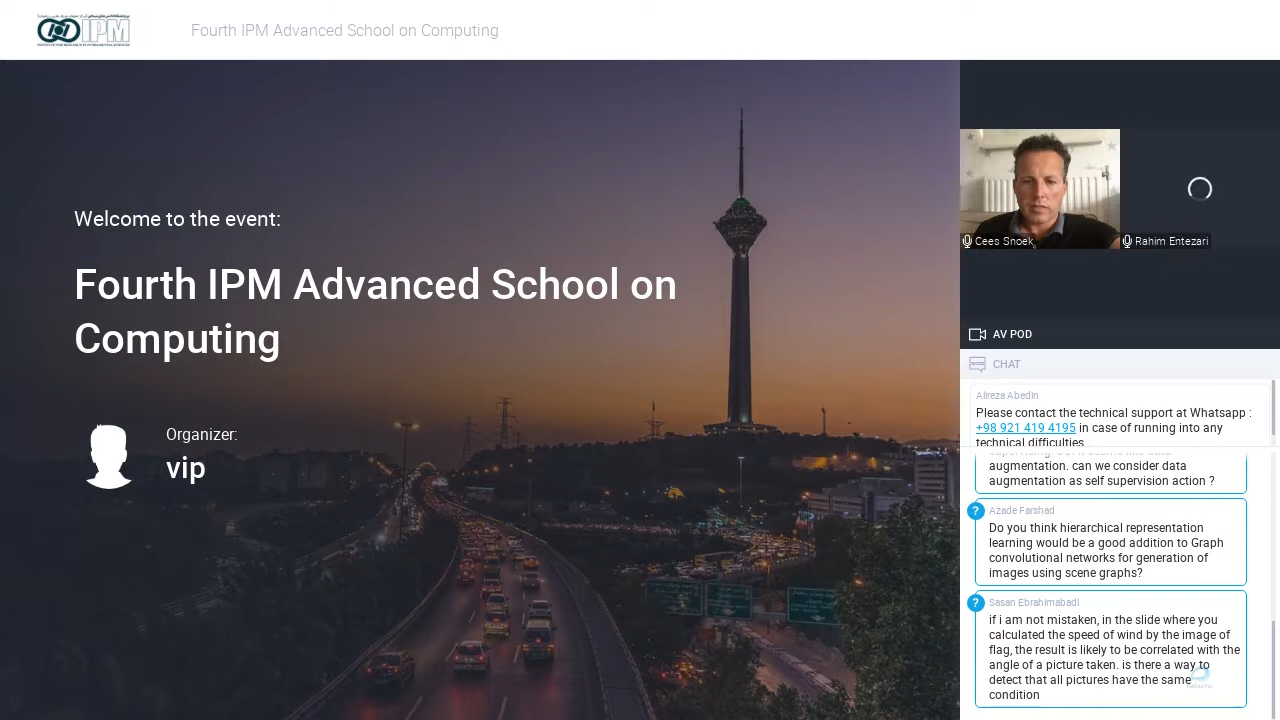 IPM
INSTITUTE FOR RESEARCH IN FUNDAMENTAL SCIENCES
Fourth IPM Advanced School on Computing
Welcome to the event:
Fourth IPM Advanced School on
Computing
Organizer:
vip
Cees Snoek
Rahim Entezari
AV POD
CHAT
Alireza Abedin
Please contact the technical support at Whatsapp :
+98 921 419 4195 in case of running into any
technical difficulties
augmentation. can we consider data
augmentation as self supervision action ?
?
Azade Farshad
Do you think hierarchical representation
learning would be a good addition to Graph
convolutional networks for generation of
images using scene graphs?
?
Sasan Ebrahimabadi
if i am not mistaken, in the slide where you
calculated the speed of wind by the image of
flag, the result is likely to be correlated with the
angle of a picture taken. is there a way to
detect that all pictures have the same
condition